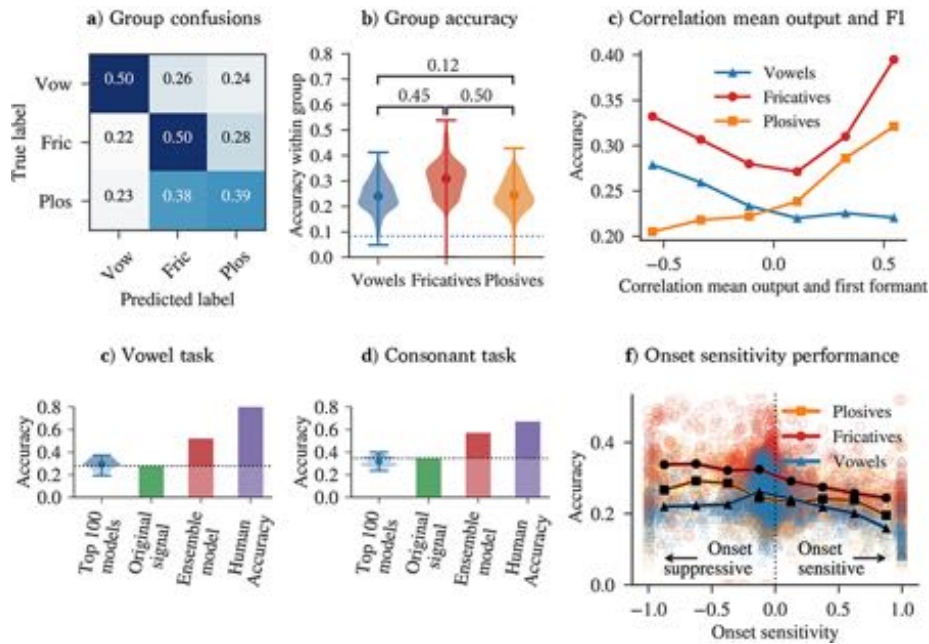 a) Group confusions
Vow
Fric
Plos
True label
0.50 0.26 0.24
0.22 0.50 0.28
0.23 0.38 0.39
Vow Fric Plos
Predicted label
b) Group accuracy
Accuracy within group
0.8
0.7
0.6
0.5
0.4
0.3
0.2
0.1
0.0
0.12
0.45 0.50
Vowels Fricatives Plosives
c) Correlation mean output and F1
Accuracy
0.40
0.35
0.30
0.25
0.20
Vowels
Fricatives
Plosives
−0.5 0.0 0.5
Correlation mean output and first formant
c) Vowel task
Accuracy
0.8
0.6
0.4
0.2
0.0
Top 100
models
Original
signal
Ensemble
model
Human
Accuracy
d) Consonant task
Accuracy
0.8
0.6
0.4
0.2
0.0
Top 100
models
Original
signal
Ensemble
model
Human
Accuracy
f) Onset sensitivity performance
Accuracy
0.4
0.2
0.0
Plosives
Fricatives
Vowels
Onset
suppressive
Onset
sensitive
−1.0 −0.5 0.0 0.5 1.0
Onset sensitivity